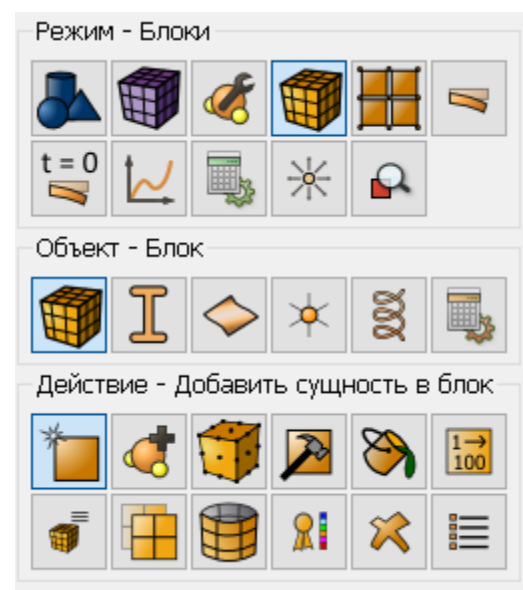 Режим - Блоки
t = 0
Объект - Блок
Действие - Добавить сущность в блок
1→
100